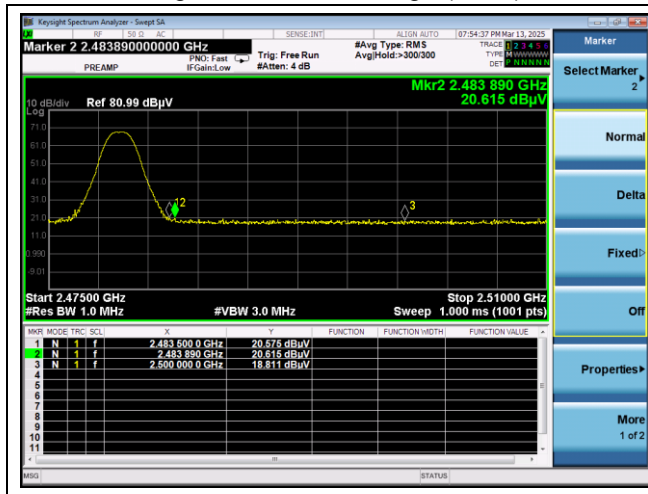 Keysight Spectrum Analyzer - Swept SA
RF 50 Ω AC SENSE:INT ALIGN AUTO 07:54:37 PM Mar 13, 2025
Marker 2 2.483890000000 GHz
PREAMP
PNO: Fast
IFGain:Low
Trig: Free Run
#Atten: 4 dB
#Avg Type: RMS
Avg|Hold:>300/300
TRACE 1 2 3 4 5 6
TYPE M
DET P N N N N N
Mkr2 2.483 890 GHz
20.615 dBµV
10 dB/div Ref 80.99 dBµV
Log
71.0
61.0
51.0
41.0
31.0
21.0
11.0
0.990
-9.01
1 2
3
Start 2.47500 GHz Stop 2.51000 GHz
#Res BW 1.0 MHz #VBW 3.0 MHz Sweep 1.000 ms (1001 pts)
MKR MODE TRC SCL X Y FUNCTION FUNCTION WIDTH FUNCTION VALUE
1 N 1 f 2.483 500 0 GHz 20.575 dBuV
2 N 1 f 2.483 890 GHz 20.615 dBuV
3 N 1 f 2.500 000 0 GHz 18.811 dBuV
4
5
6
7
8
9
10
11
MSG STATUS
Marker
Select Marker
2
Normal
Delta
Fixed
Off
Properties
More
1 of 2